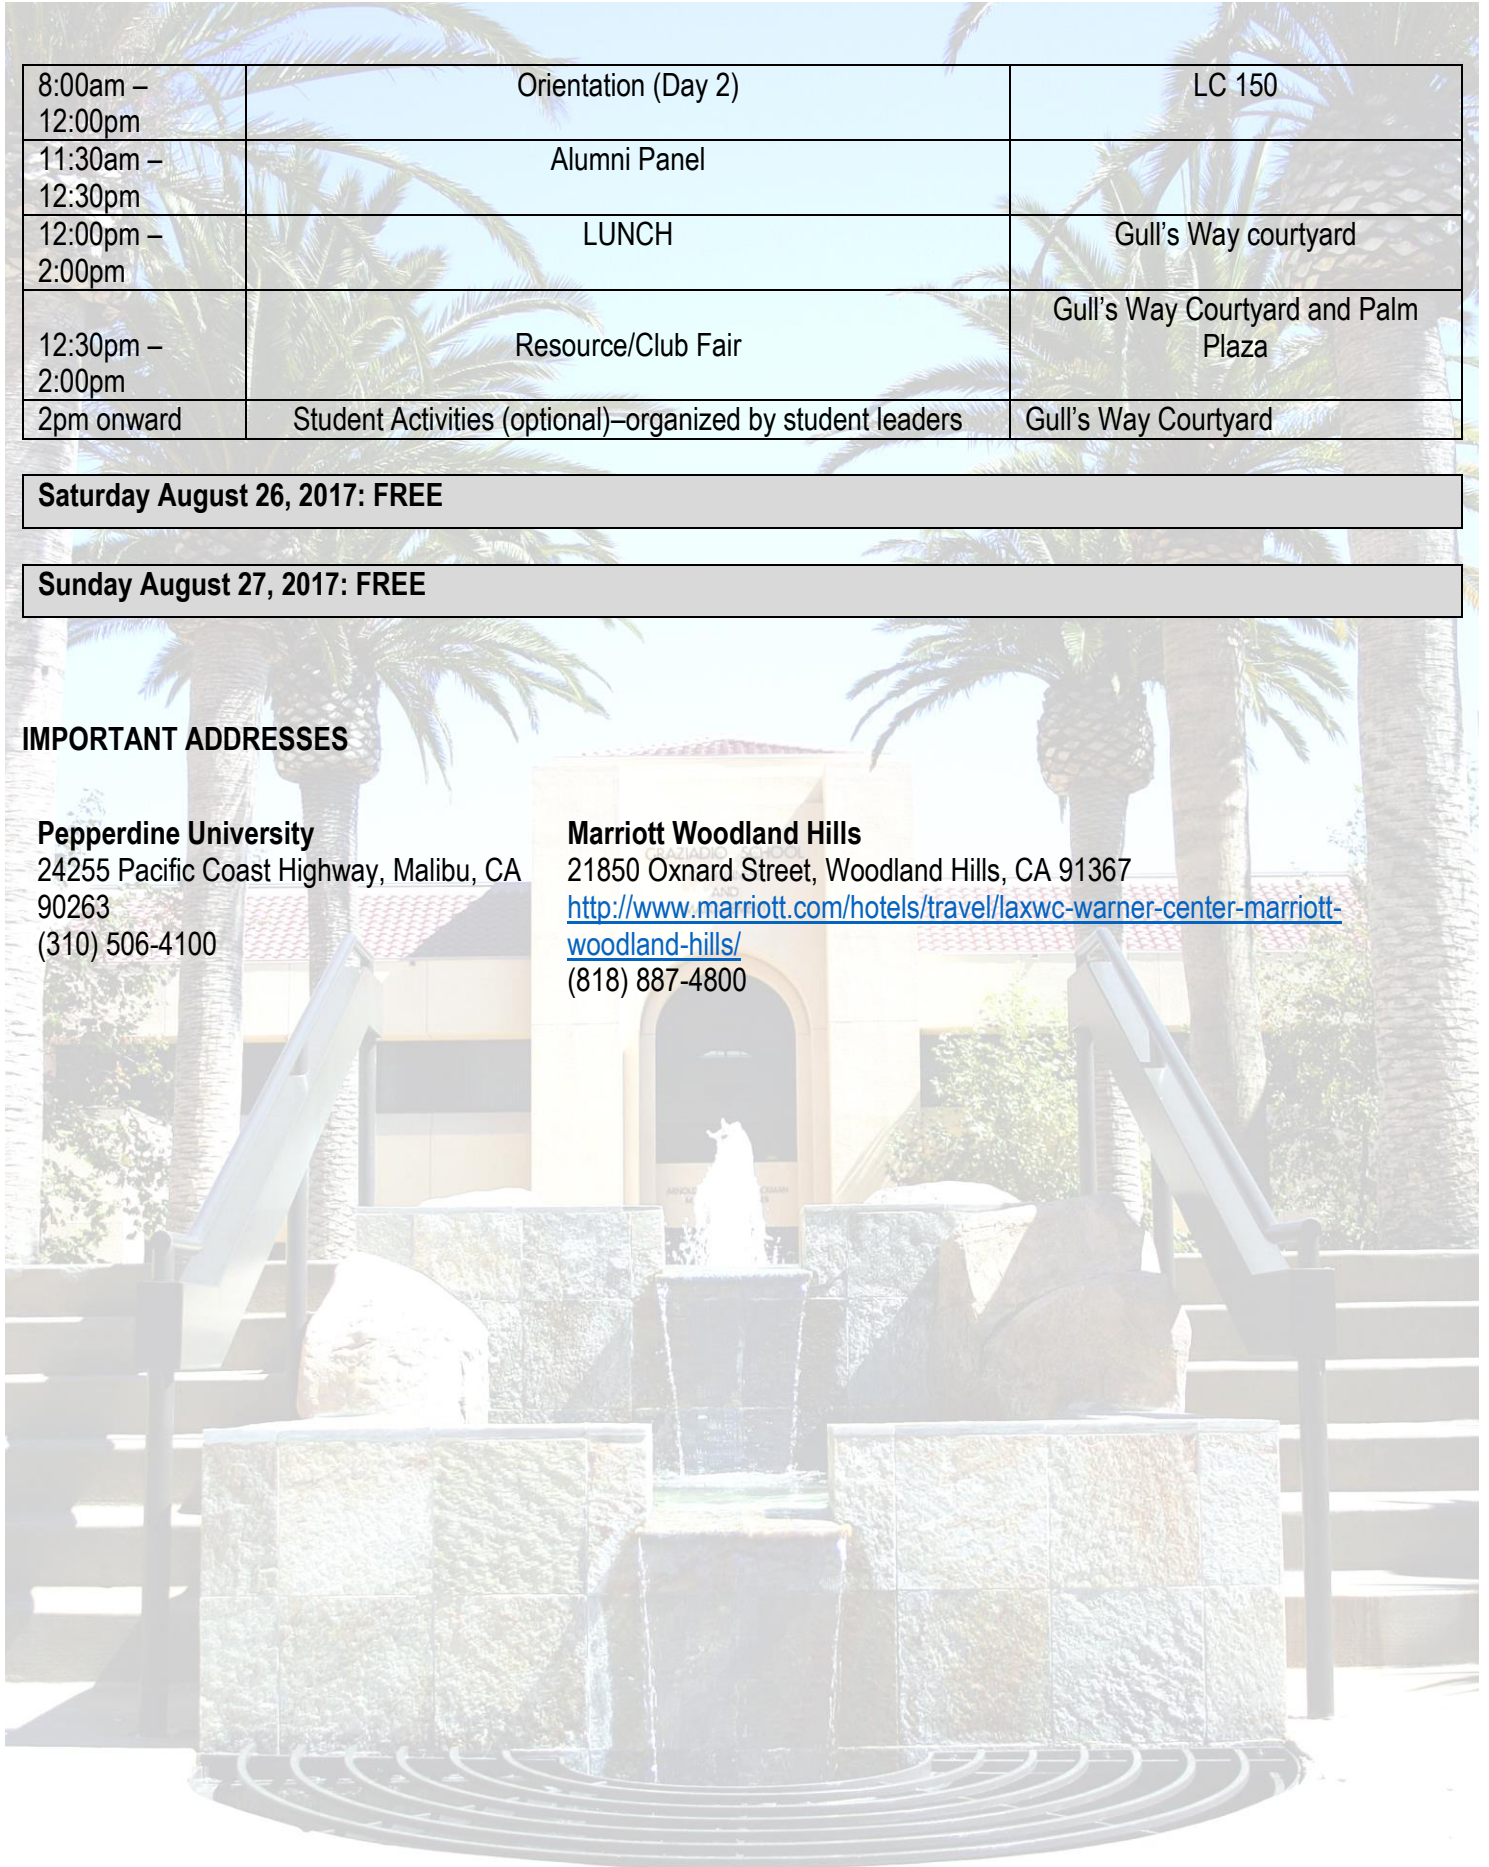 8:00am –
12:00pm
Orientation (Day 2)
LC 150
11:30am –
12:30pm
Alumni Panel
12:00pm –
2:00pm
LUNCH
Gull's Way courtyard
12:30pm –
2:00pm
Resource/Club Fair
Gull's Way Courtyard and Palm
Plaza
2pm onward
Student Activities (optional)–organized by student leaders
Gull's Way Courtyard
Saturday August 26, 2017: FREE
Sunday August 27, 2017: FREE
IMPORTANT ADDRESSES
Pepperdine University
24255 Pacific Coast Highway, Malibu, CA
90263
(310) 506-4100
Marriott Woodland Hills
21850 Oxnard Street, Woodland Hills, CA 91367
http://www.marriott.com/hotels/travel/laxwc-warner-center-marriott-
woodland-hills/
(818) 887-4800
GRAZIADIO SCHOOL
AND